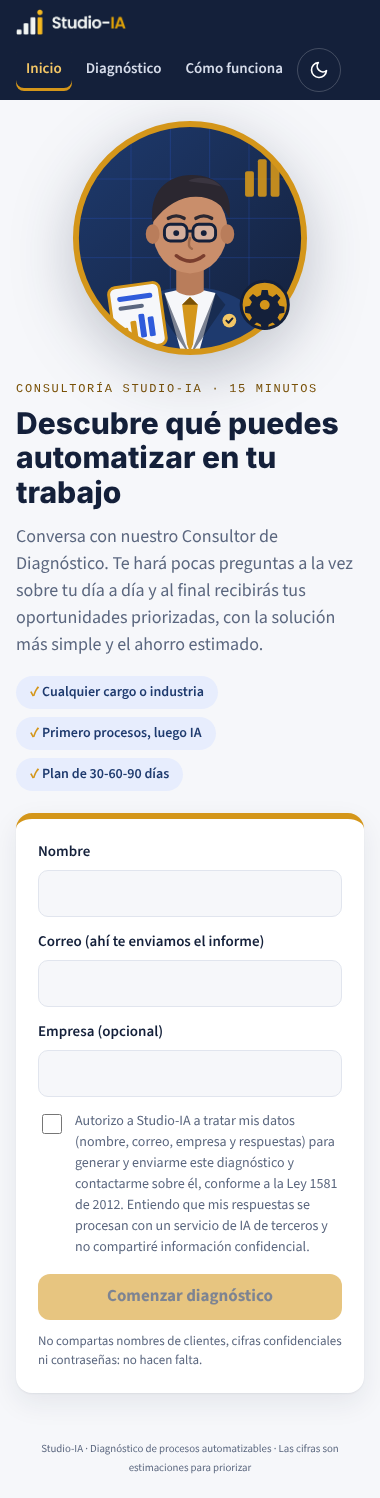 Studio-IA
Inicio Diagnóstico Cómo funciona
CONSULTORÍA STUDIO-IA · 15 MINUTOS
Descubre qué puedes
automatizar en tu
trabajo
Conversa con nuestro Consultor de
Diagnóstico. Te hará pocas preguntas a la vez
sobre tu día a día y al final recibirás tus
oportunidades priorizadas, con la solución
más simple y el ahorro estimado.
✓ Cualquier cargo o industria
✓ Primero procesos, luego IA
✓ Plan de 30-60-90 días
Nombre
Correo (ahí te enviamos el informe)
Empresa (opcional)
Autorizo a Studio-IA a tratar mis datos
(nombre, correo, empresa y respuestas) para
generar y enviarme este diagnóstico y
contactarme sobre él, conforme a la Ley 1581
de 2012. Entiendo que mis respuestas se
procesan con un servicio de IA de terceros y
no compartiré información confidencial.
Comenzar diagnóstico
No compartas nombres de clientes, cifras confidenciales
ni contraseñas: no hacen falta.
Studio-IA · Diagnóstico de procesos automatizables · Las cifras son
estimaciones para priorizar